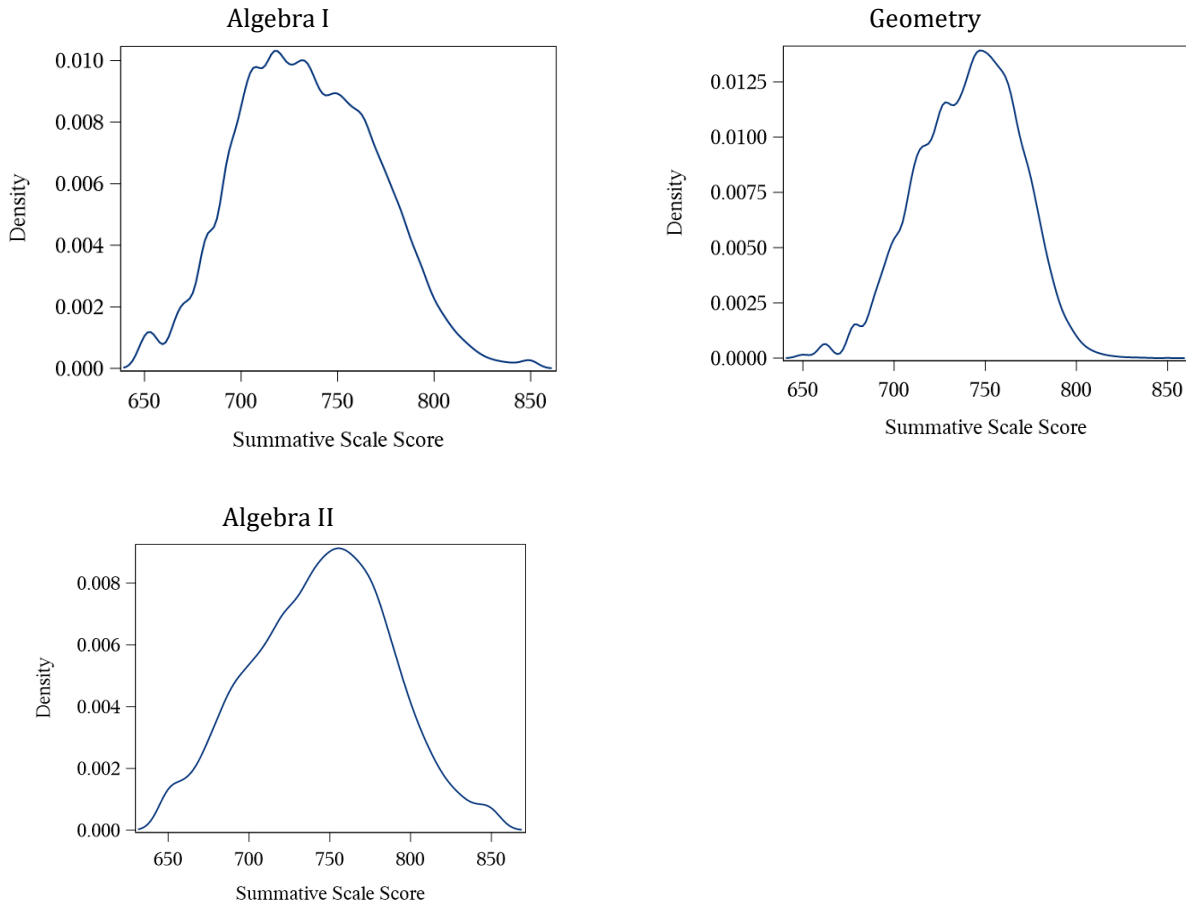 Algebra I
0.010
0.008
0.006
0.004
0.002
0.000
Density
650 700 750 800 850
Summative Scale Score
Geometry
0.0125
0.0100
0.0075
0.0050
0.0025
0.0000
Density
650 700 750 800 850
Summative Scale Score
Algebra II
0.008
0.006
0.004
0.002
0.000
Density
650 700 750 800 850
Summative Scale Score